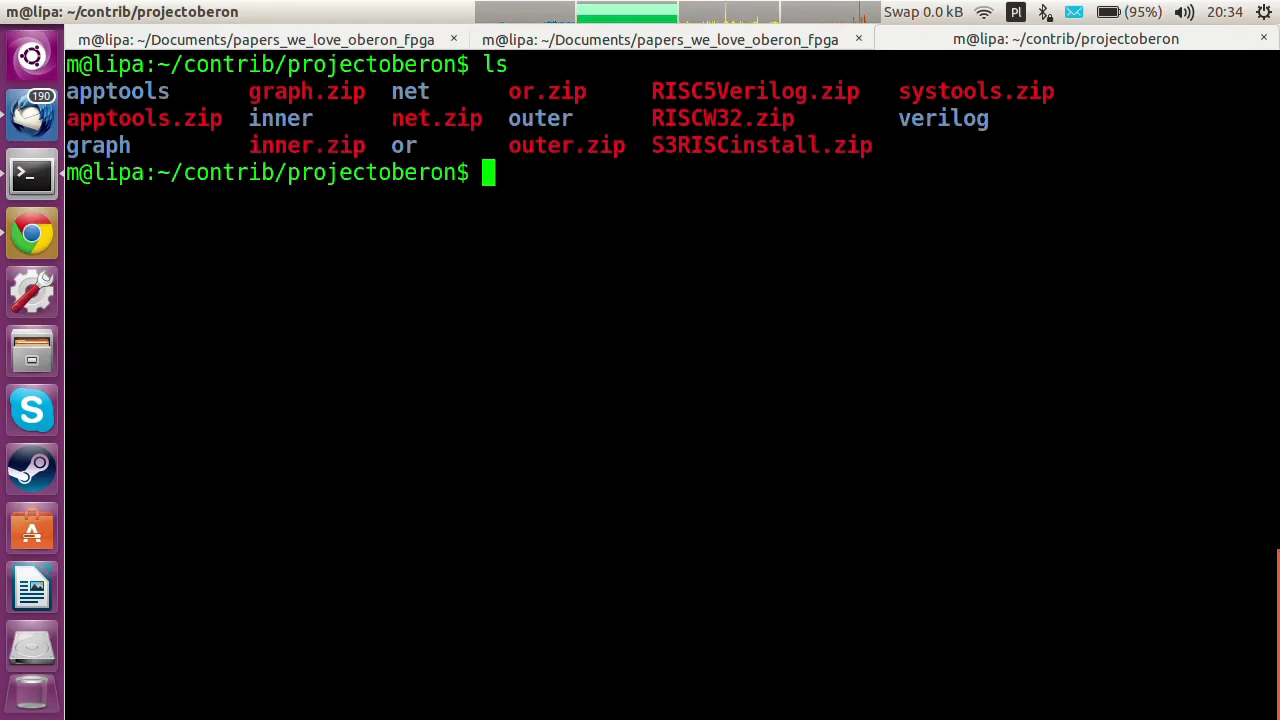 m@lipa: ~/contrib/projectoberon Swap 0.0 kB Pl (95%) 20:34
m@lipa: ~/Documents/papers_we_love_oberon_fpga × m@lipa: ~/Documents/papers_we_love_oberon_fpga × m@lipa: ~/contrib/projectoberon ×
m@lipa:~/contrib/projectoberon$ ls
apptools graph.zip net or.zip RISC5Verilog.zip systools.zip
apptools.zip inner net.zip outer RISCW32.zip verilog
graph inner.zip or outer.zip S3RISCinstall.zip
m@lipa:~/contrib/projectoberon$
190
>_
S
A